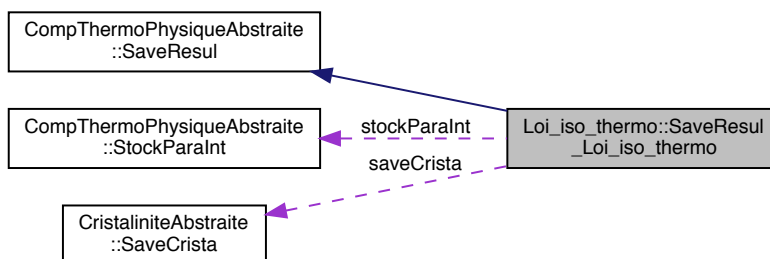 CompThermoPhysiqueAbstraite
::SaveResul
CompThermoPhysiqueAbstraite
::StockParaInt
stockParaInt
Loi_iso_thermo::SaveResul
_Loi_iso_thermo
saveCrista
CristaliniteAbstraite
::SaveCrista